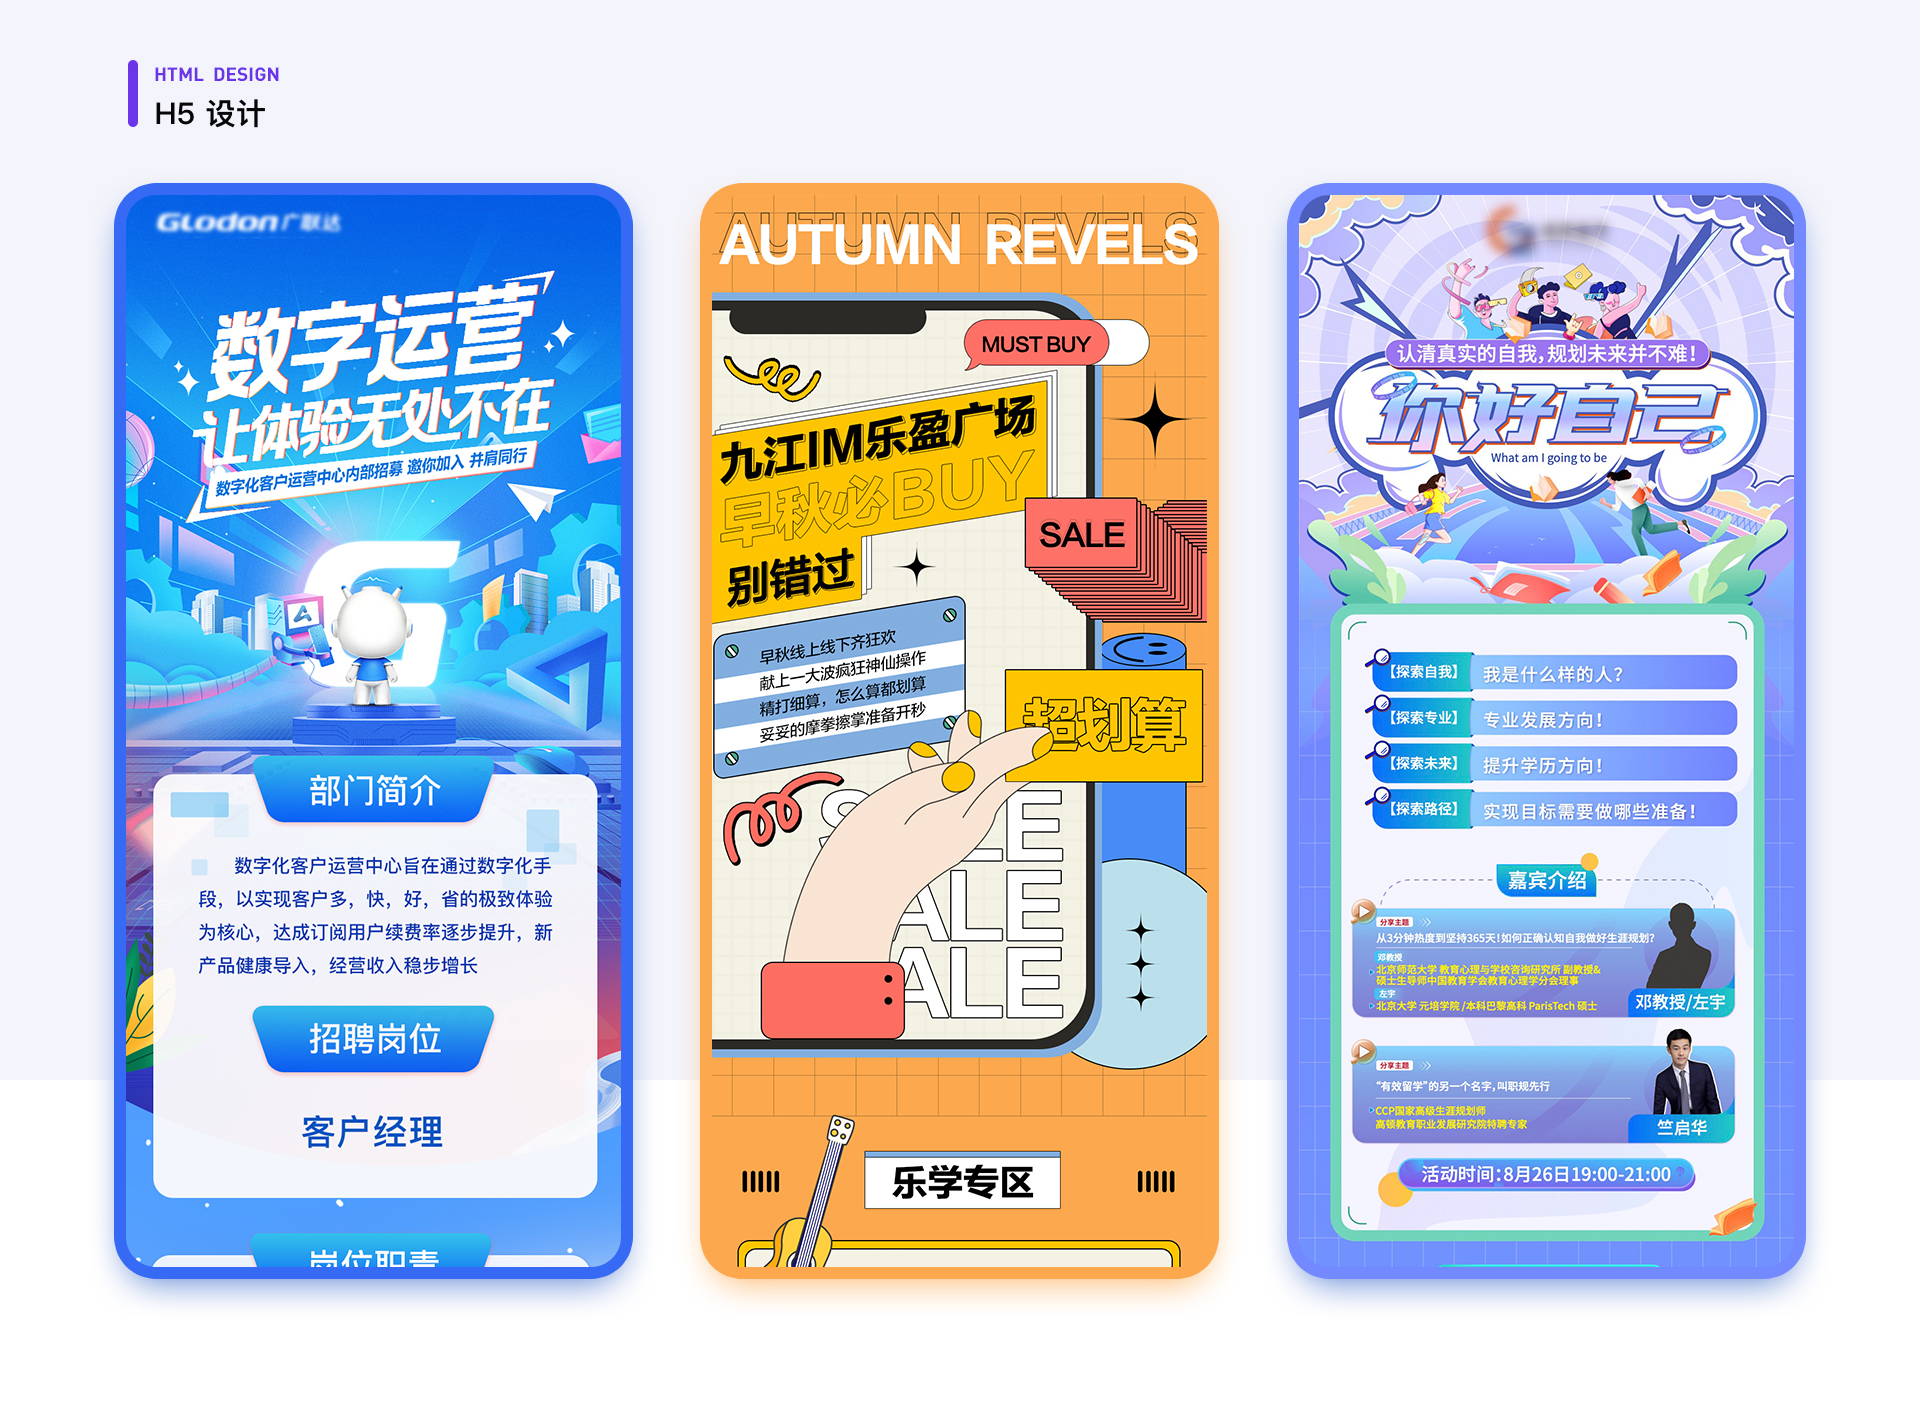 HTML DESIGN
H5 设计
GLodon广联达
数字运营
让体验无处不在
数字化客户运营中心内部招募 邀你加入 并肩同行
部门简介
数字化客户运营中心旨在通过数字化手
段，以实现客户多，快，好，省的极致体验
为核心，达成订阅用户续费率逐步提升，新
产品健康导入，经营收入稳步增长
招聘岗位
客户经理
岗位职责
AUTUMN REVELS
AUTUMN REVELS
MUST BUY
九江IM乐盈广场
早秋必BUY
别错过
SALE
早秋线上线下齐狂欢
献上一大波疯狂神仙操作
精打细算，怎么算都划算
妥妥的摩拳擦掌准备开秒
超划算
SALE
SALE
SALE
乐学专区
认清真实的自我，规划未来并不难！
你好自己
What am I going to be
【探索自我】 我是什么样的人？
【探索专业】 专业发展方向！
【探索未来】 提升学历方向！
【探索路径】 实现目标需要做哪些准备！
嘉宾介绍
分享主题
从3分钟热度到坚持365天！如何正确认知自我做好生涯规划？
邓教授
北京师范大学 教育心理与学校咨询研究所 副教授&
硕士生导师中国教育学会教育心理学分会理事
左宇
北京大学 元培学院 /本科巴黎高科 ParisTech 硕士
邓教授/左宇
分享主题
“有效留学”的另一个名字，叫职规先行
CCP国家高级生涯规划师
高顿教育职业发展研究院特聘专家
竺启华
活动时间：8月26日19:00-21:00